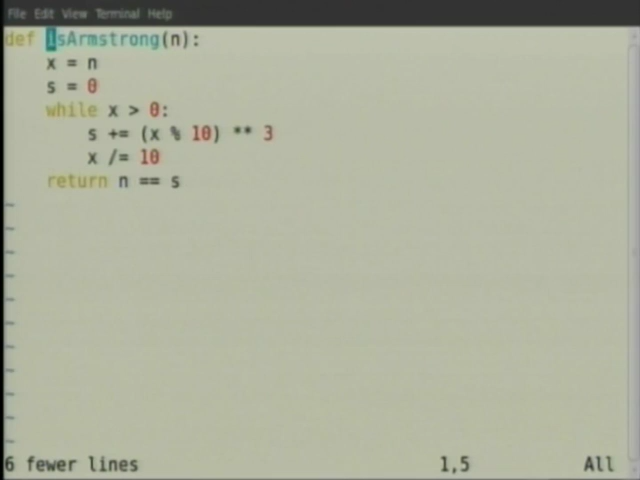 File Edit View Terminal Help
def isArmstrong(n):
    x = n
    s = 0
    while x > 0:
        s += (x % 10) ** 3
        x /= 10
    return n == s
~
~
~
~
~
~
~
~
~
~
~
6 fewer lines 1,5 All